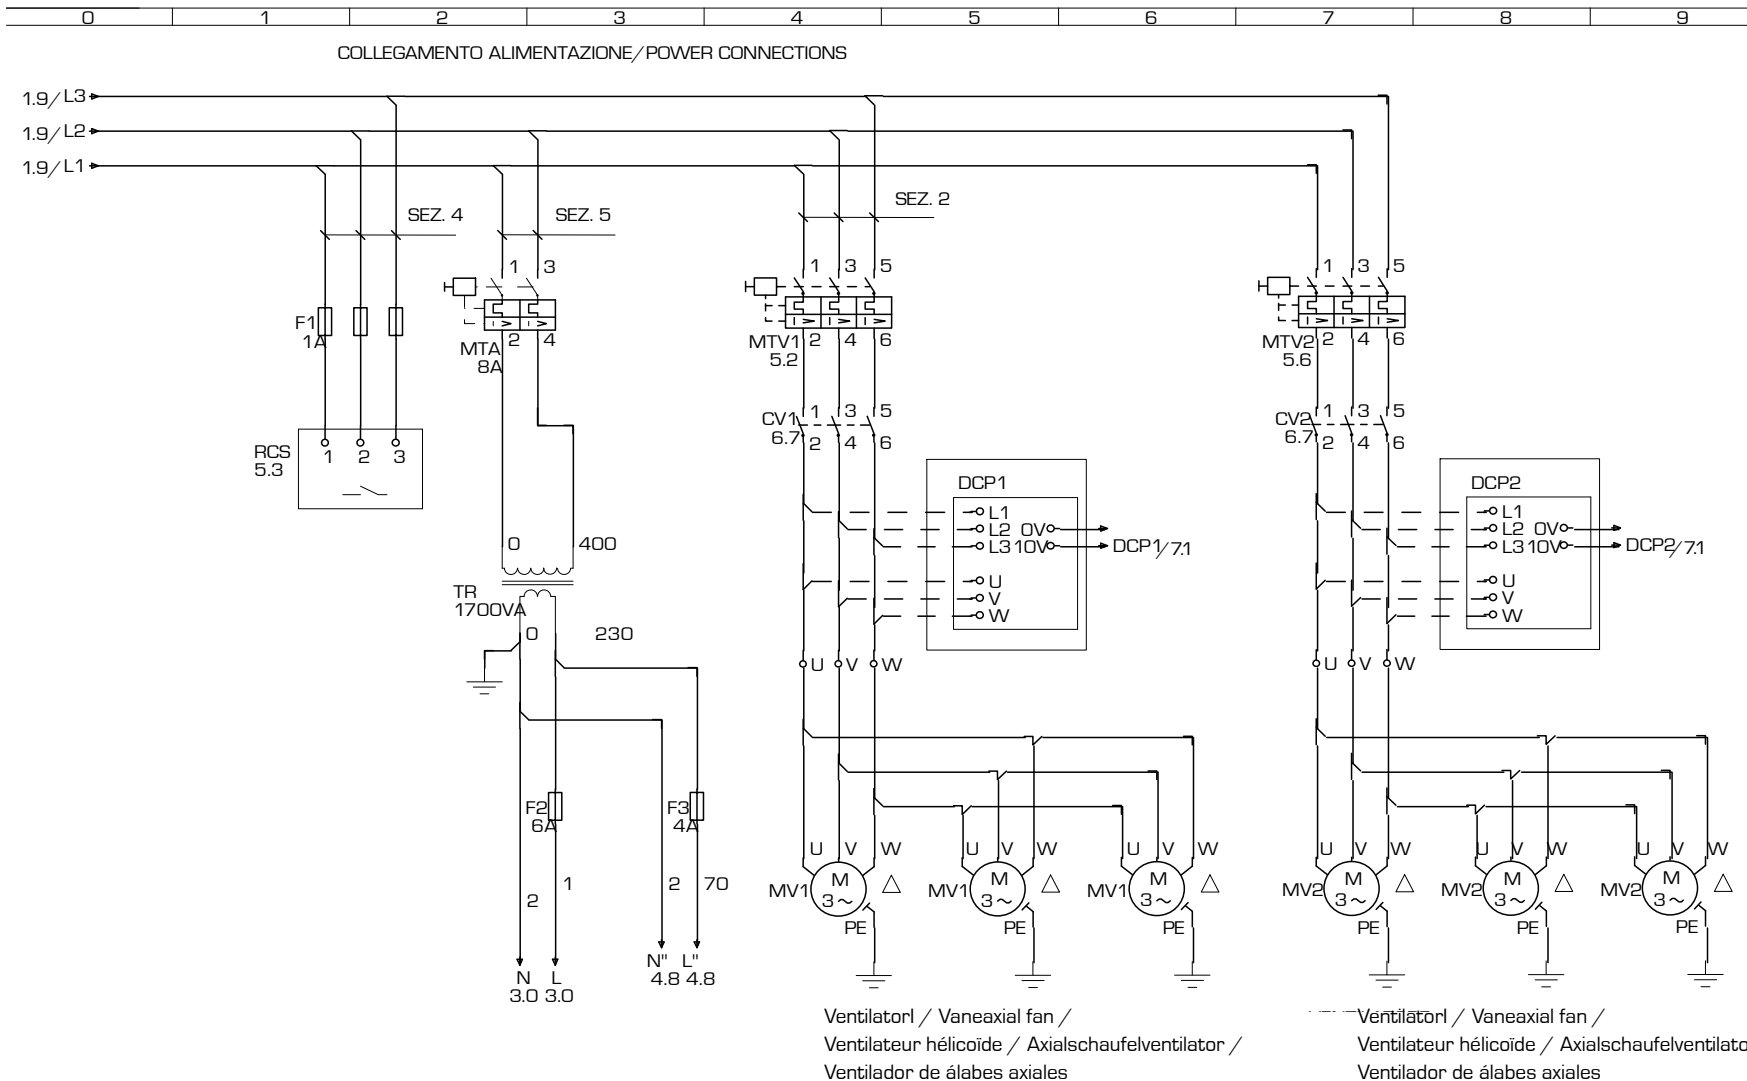 0 1 2 3 4 5 6 7 8 9
COLLEGAMENTO ALIMENTAZIONE/POWER CONNECTIONS
1.9/L3
1.9/L2
1.9/L1
SEZ. 4 SEZ. 5 SEZ. 2
1 3 1 3 5 1 3 5
F1
1A
MTA 2 4
8A
MTV1 2 4 6
5.2
MTV2 2 4 6
5.6
CV1 1 3 5
6.7 2 4 6
CV2 1 3 5
6.7 2 4 6
RCS 1 2 3
5.3
DCP1
L1
L2 0V
L3 10V DCP1/7.1
U
V
W
DCP2
L1
L2 0V
L3 10V DCP2/7.1
U
V
W
0 400
TR
1700VA
0 230
U V W U V W
F2
6A
F3
4A
2 1 2 70
N L
3.0 3.0
N" L"
4.8 4.8
U V W U V W U V W U V W U V W U V W
MV1 M 3~ MV1 M 3~ MV1 M 3~ MV2 M 3~ MV2 M 3~ MV2 M 3~
PE PE PE PE PE PE
VentilatorI / Vaneaxial fan /
Ventilateur hélicoïde / Axialschaufelventilator /
Ventilador de álabes axiales
VentilatorI / Vaneaxial fan /
Ventilateur hélicoïde / Axialschaufelventilato
Ventilador de álabes axiales